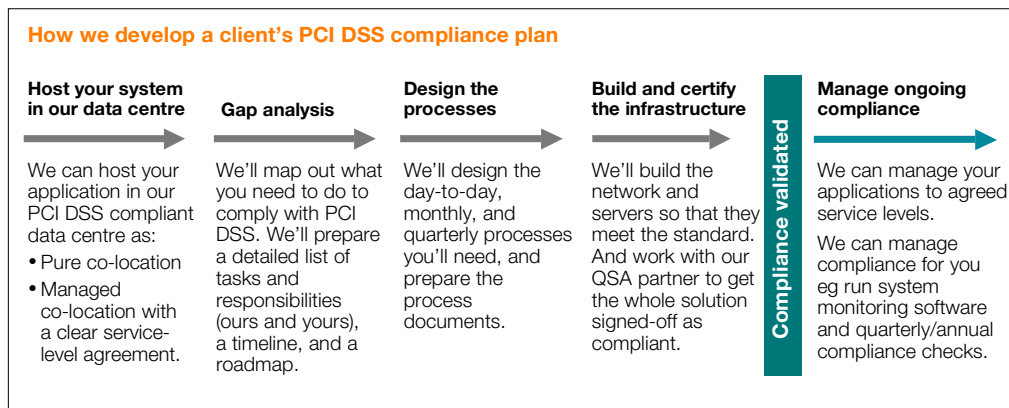 How we develop a client's PCI DSS compliance plan
Host your system
in our data centre
We can host your
application in our
PCI DSS compliant
data centre as:
• Pure co-location
• Managed
co-location with
a clear service-
level agreement.
Gap analysis
We'll map out what
you need to do to
comply with PCI
DSS. We'll prepare
a detailed list of
tasks and
responsibilities
(ours and yours),
a timeline, and a
roadmap.
Design the
processes
We'll design the
day-to-day,
monthly, and
quarterly processes
you'll need, and
prepare the
process
documents.
Build and certify
the infrastructure
We'll build the
network and
servers so that they
meet the standard.
And work with our
QSA partner to get
the whole solution
signed-off as
compliant.
Compliance validated
Manage ongoing
compliance
We can manage your
applications to agreed
service levels.
We can manage
compliance for you
eg run system
monitoring software
and quarterly/annual
compliance checks.